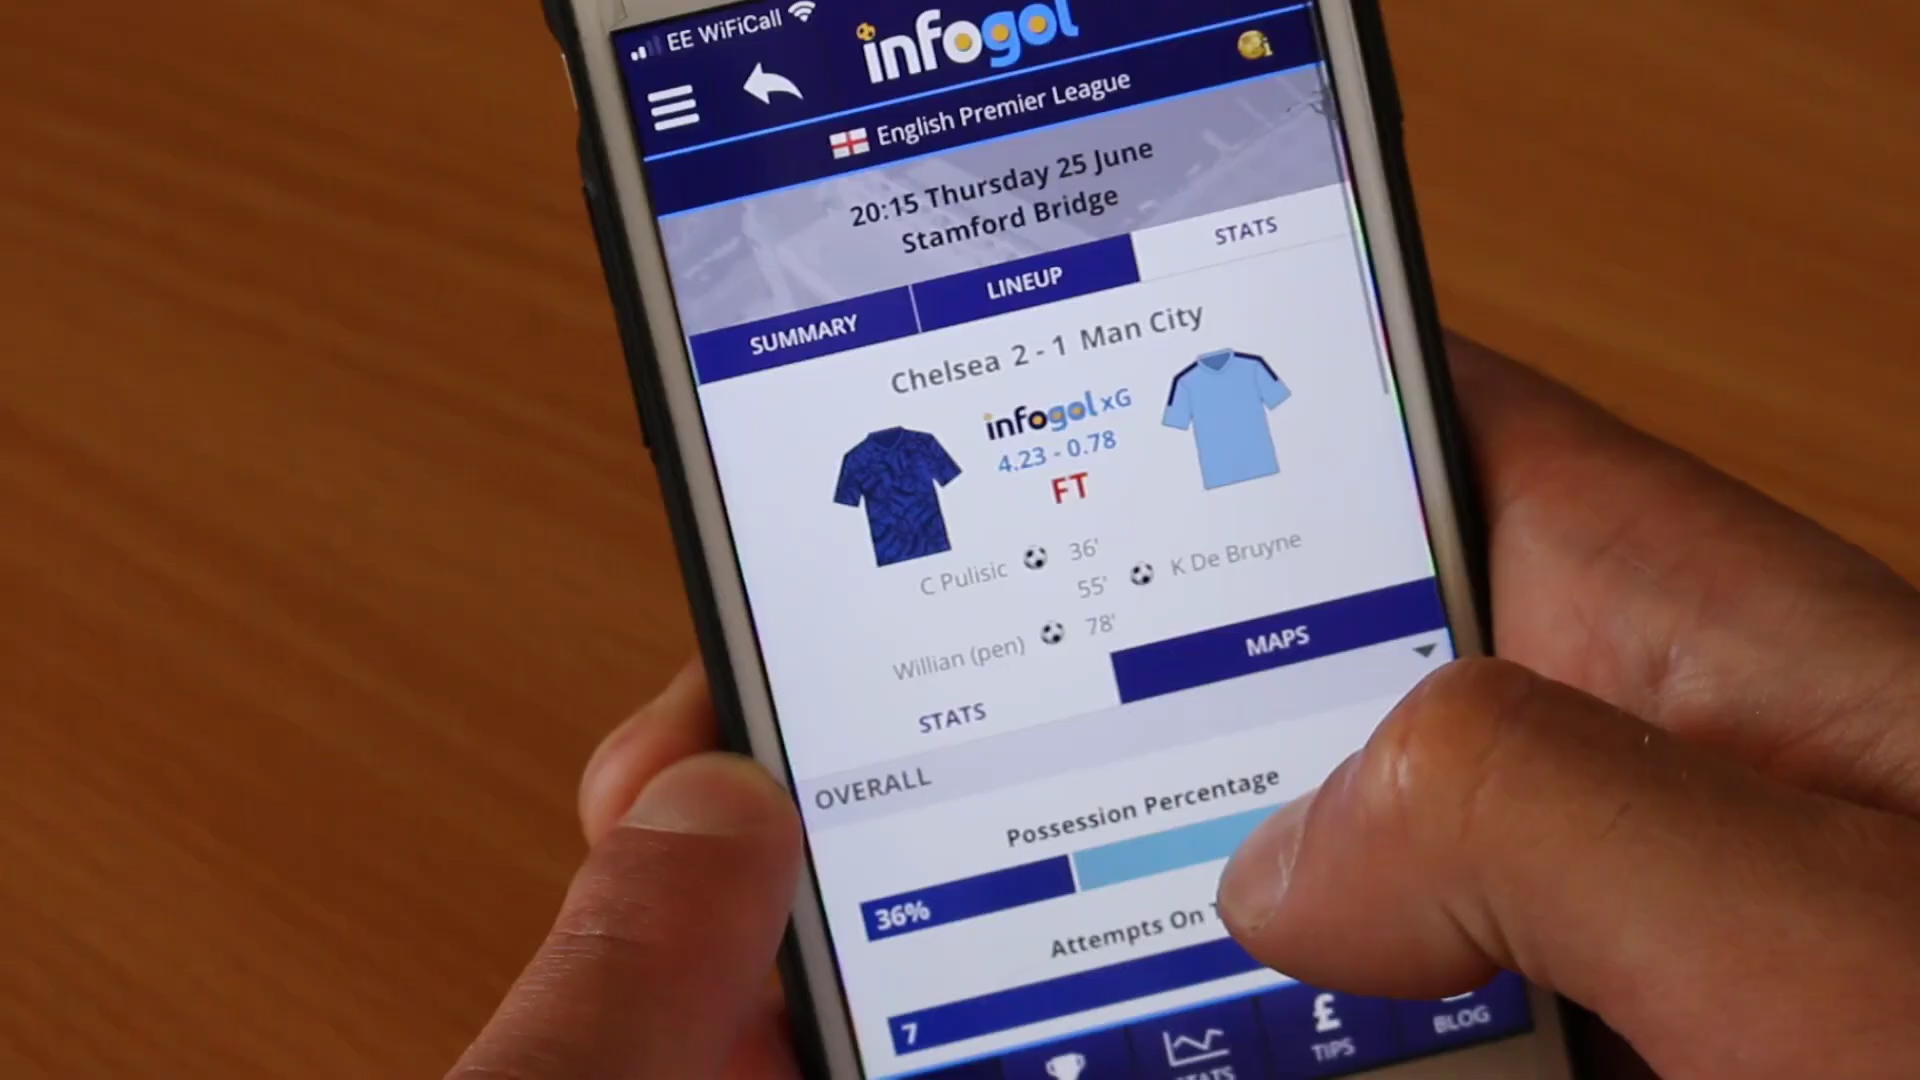 EE WiFiCall
infogol
English Premier League
20:15 Thursday 25 June
Stamford Bridge
SUMMARY
LINEUP
STATS
Chelsea 2 - 1 Man City
infogol xG
4.23 - 0.78
FT
C Pulisic 36'
55' K De Bruyne
Willian (pen) 78'
STATS
MAPS
OVERALL
Possession Percentage
36%
Attempts On
7
TIPS
BLOG